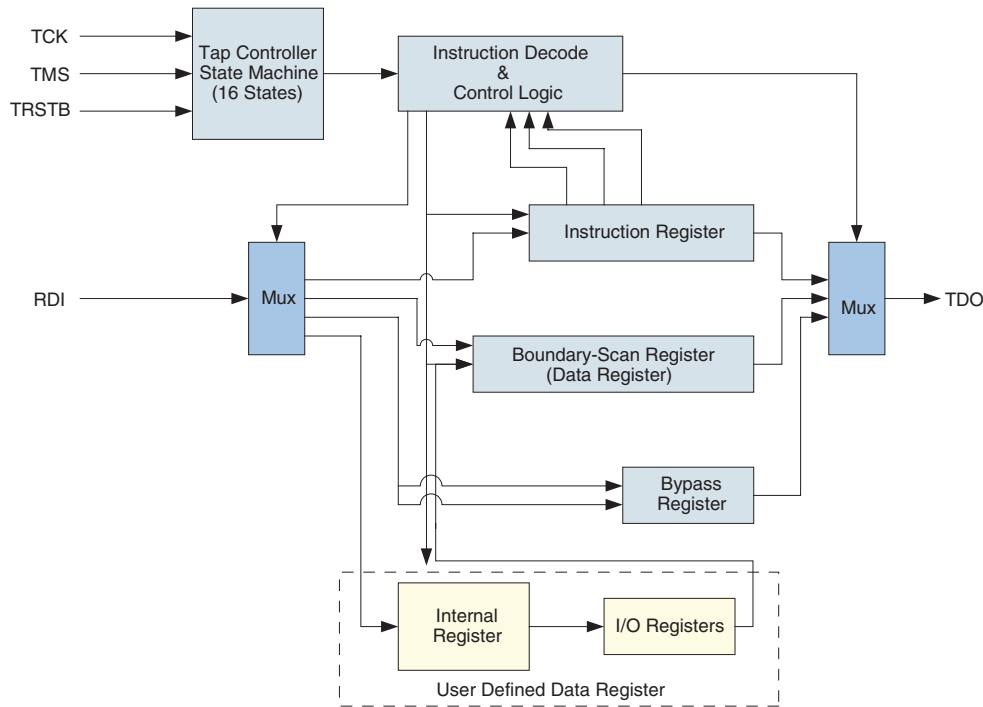 TCK
TMS
TRSTB
Tap Controller
State Machine
(16 States)
Instruction Decode
&
Control Logic
Instruction Register
RDI
Mux
Mux
TDO
Boundary-Scan Register
(Data Register)
Bypass
Register
Internal
Register
I/O Registers
User Defined Data Register